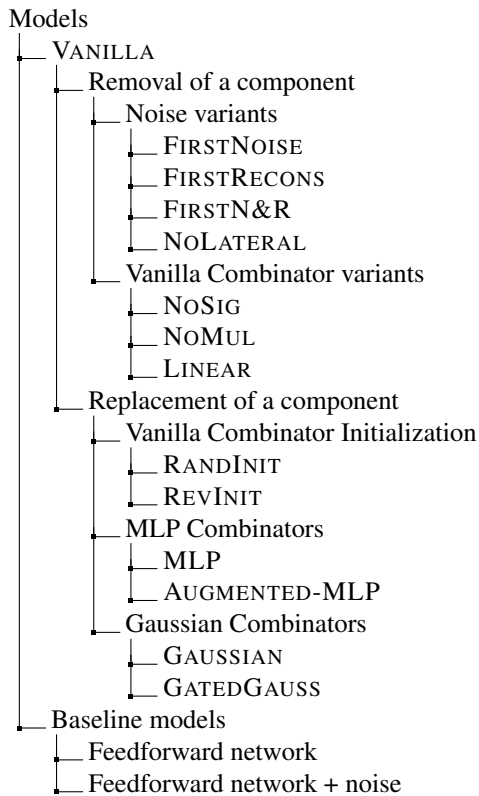 Models
VANILLA
Removal of a component
Noise variants
FIRSTNOISE
FIRSTRECONS
FIRSTN&R
NOLATERAL
Vanilla Combinator variants
NOSIG
NOMUL
LINEAR
Replacement of a component
Vanilla Combinator Initialization
RANDINIT
REVINIT
MLP Combinators
MLP
AUGMENTED-MLP
Gaussian Combinators
GAUSSIAN
GATEDGAUSS
Baseline models
Feedforward network
Feedforward network + noise